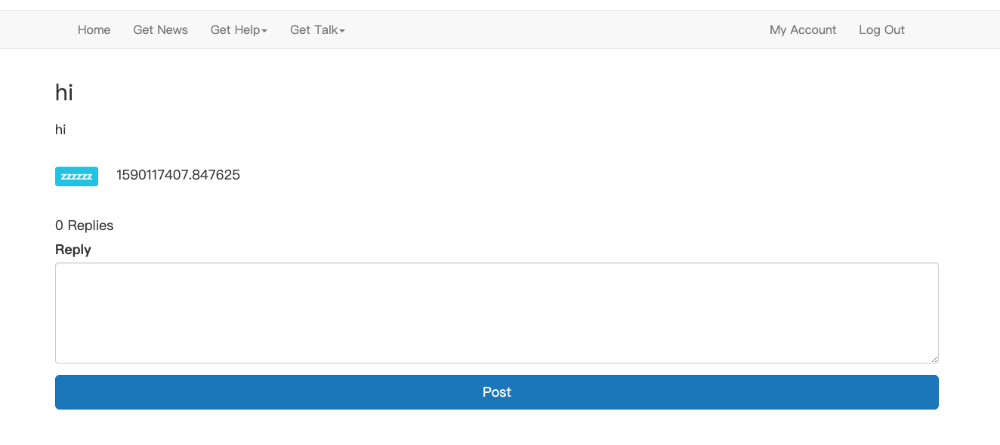 Home Get News Get Help Get Talk My Account Log Out
hi
hi
zzzzzz 1590117407.847625
0 Replies
Reply
Post